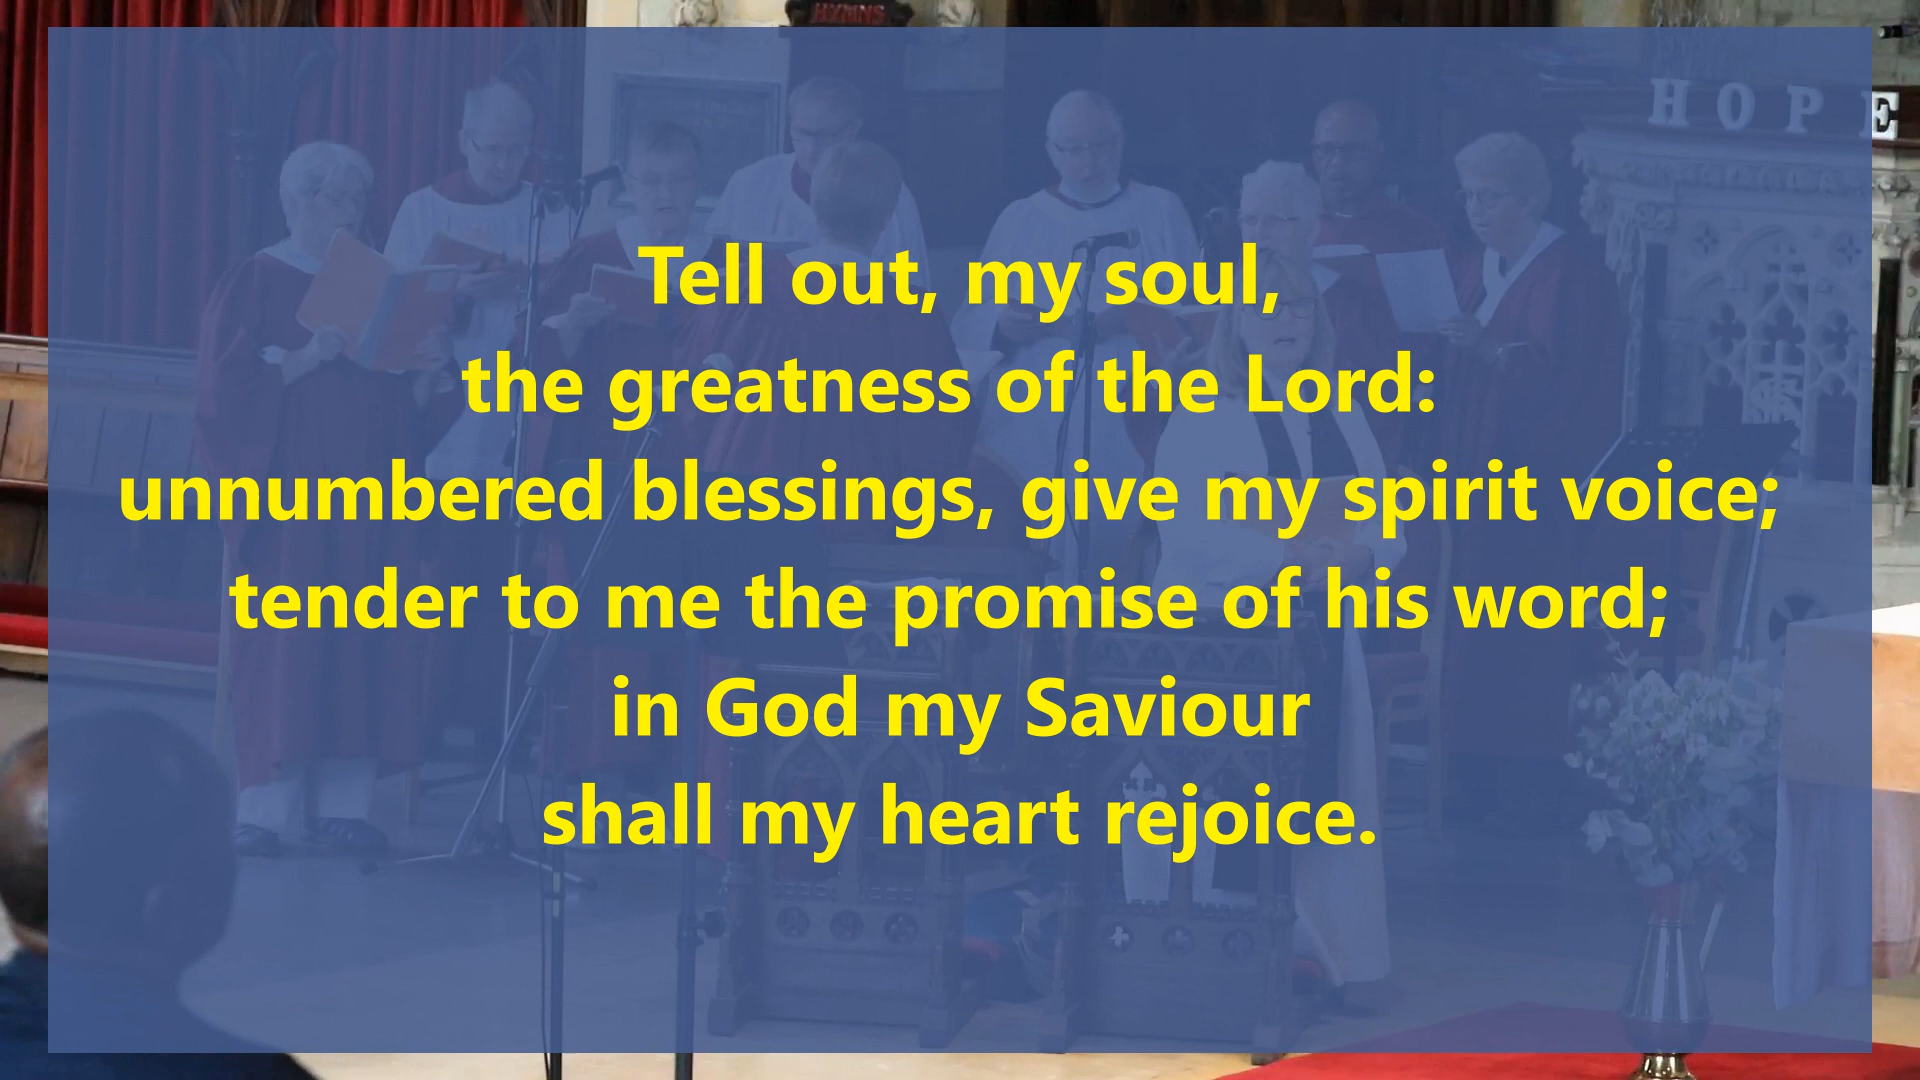 HYMNS
HOPE
Tell out, my soul,
the greatness of the Lord:
unnumbered blessings, give my spirit voice;
tender to me the promise of his word;
in God my Saviour
shall my heart rejoice.